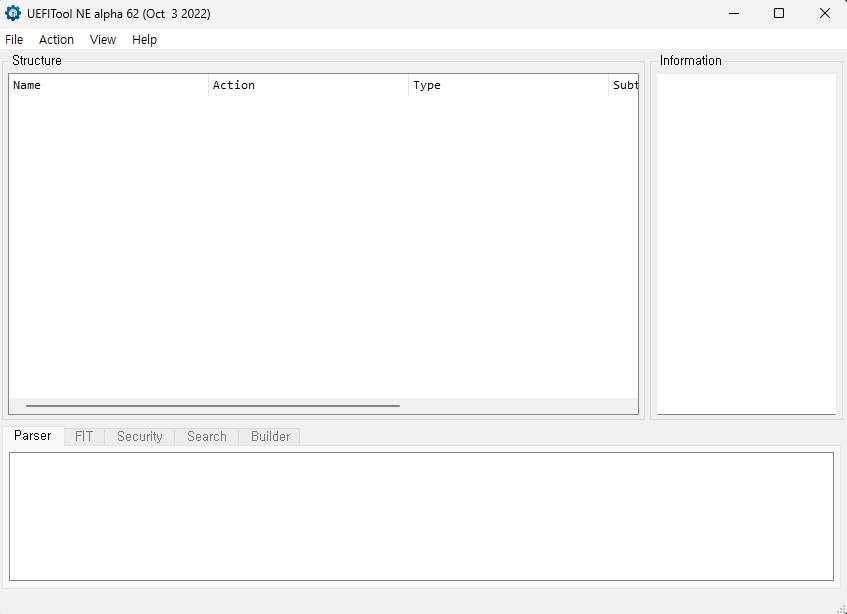 UEFITool NE alpha 62 (Oct  3 2022)
File Action View Help
Structure
Name Action Type Subt
Information
Parser FIT Security Search Builder